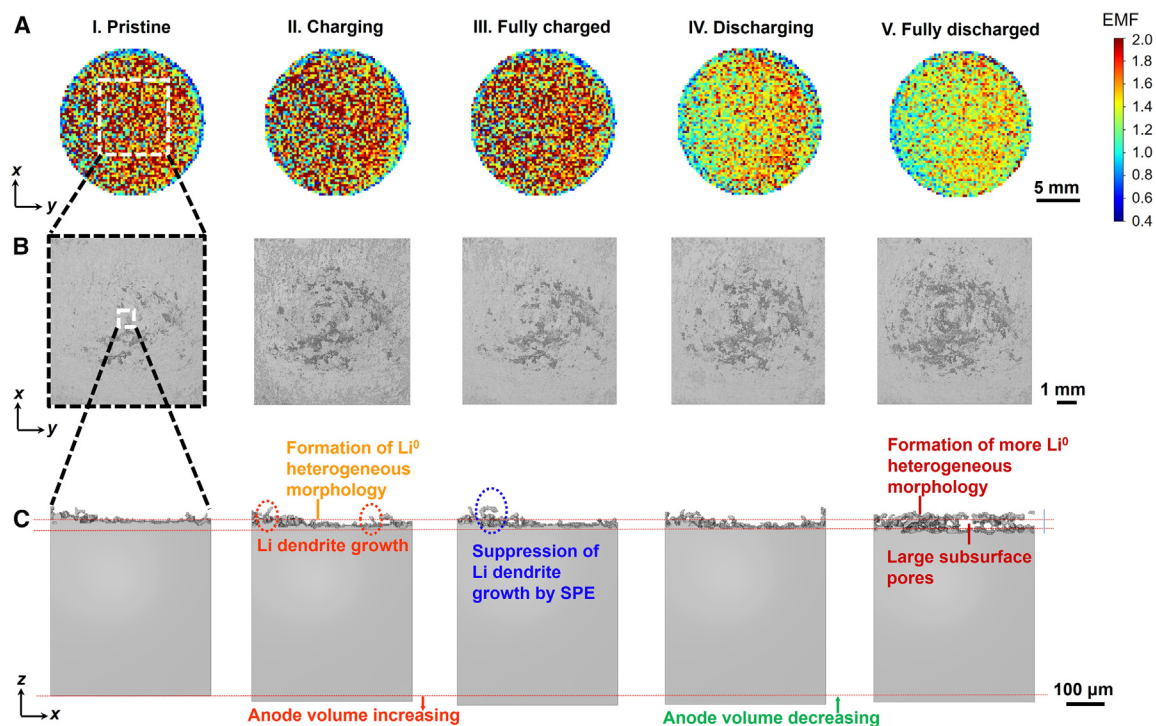 A
I. Pristine
II. Charging
III. Fully charged
IV. Discharging
V. Fully discharged
EMF
2.0
1.8
1.6
1.4
1.2
1.0
0.8
0.6
0.4
x
y
5 mm
B
x
y
1 mm
Formation of Li⁰
heterogeneous
morphology
Formation of more Li⁰
heterogeneous
morphology
C
Li dendrite growth
Suppression of
Li dendrite
growth by SPE
Large subsurface
pores
z
x
100 µm
Anode volume increasing
Anode volume decreasing